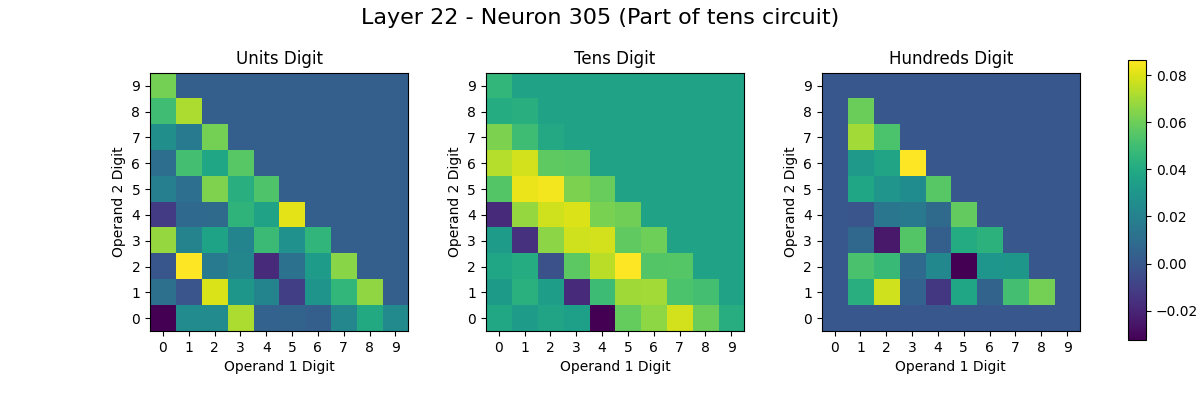 Layer 22 - Neuron 305 (Part of tens circuit)
Units Digit
Tens Digit
Hundreds Digit
Operand 2 Digit
9
8
7
6
5
4
3
2
1
0
0 1 2 3 4 5 6 7 8 9
Operand 1 Digit
Operand 2 Digit
9
8
7
6
5
4
3
2
1
0
0 1 2 3 4 5 6 7 8 9
Operand 1 Digit
Operand 2 Digit
9
8
7
6
5
4
3
2
1
0
0 1 2 3 4 5 6 7 8 9
Operand 1 Digit
0.08
0.06
0.04
0.02
0.00
−0.02